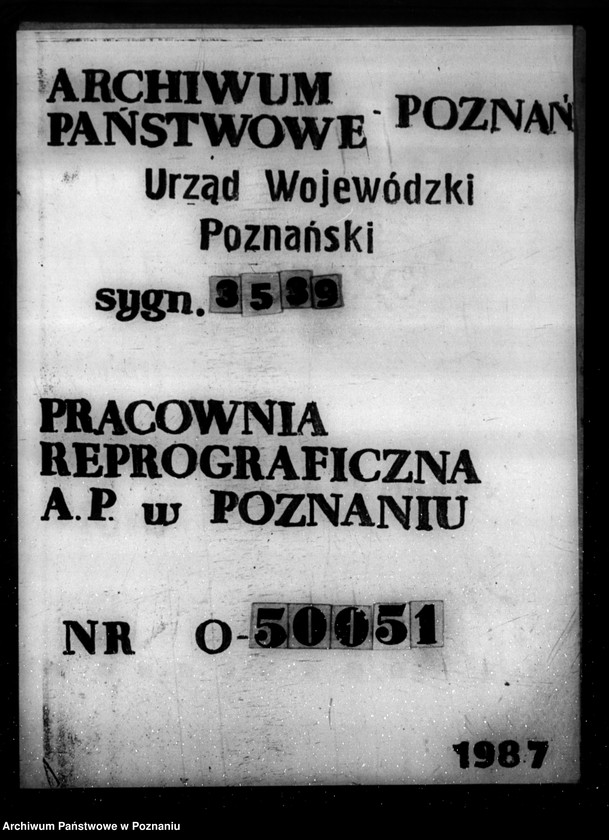 ARCHIWUM
PAŃSTWOWE - POZNAŃ
Urząd Wojewódzki
Poznański
sygn. 3539
PRACOWNIA
REPROGRAFICZNA
A.P. w POZNANIU
NR O-50051
1987
Archiwum Państwowe w Poznaniu